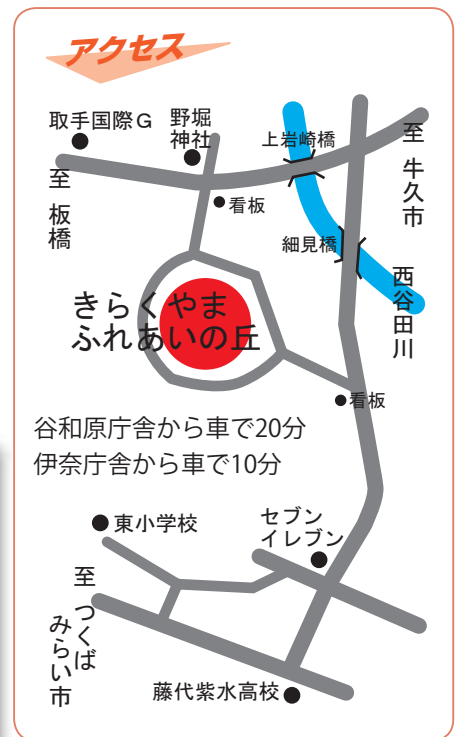 アクセス
取手国際G
野堀
神社
上岩崎橋
至 牛久市
至 板橋
看板
細見橋
西谷田川
きらくやま
ふれあいの丘
看板
谷和原庁舎から車で20分
伊奈庁舎から車で10分
東小学校
セブン
イレブン
至 つくば
みらい市
藤代紫水高校